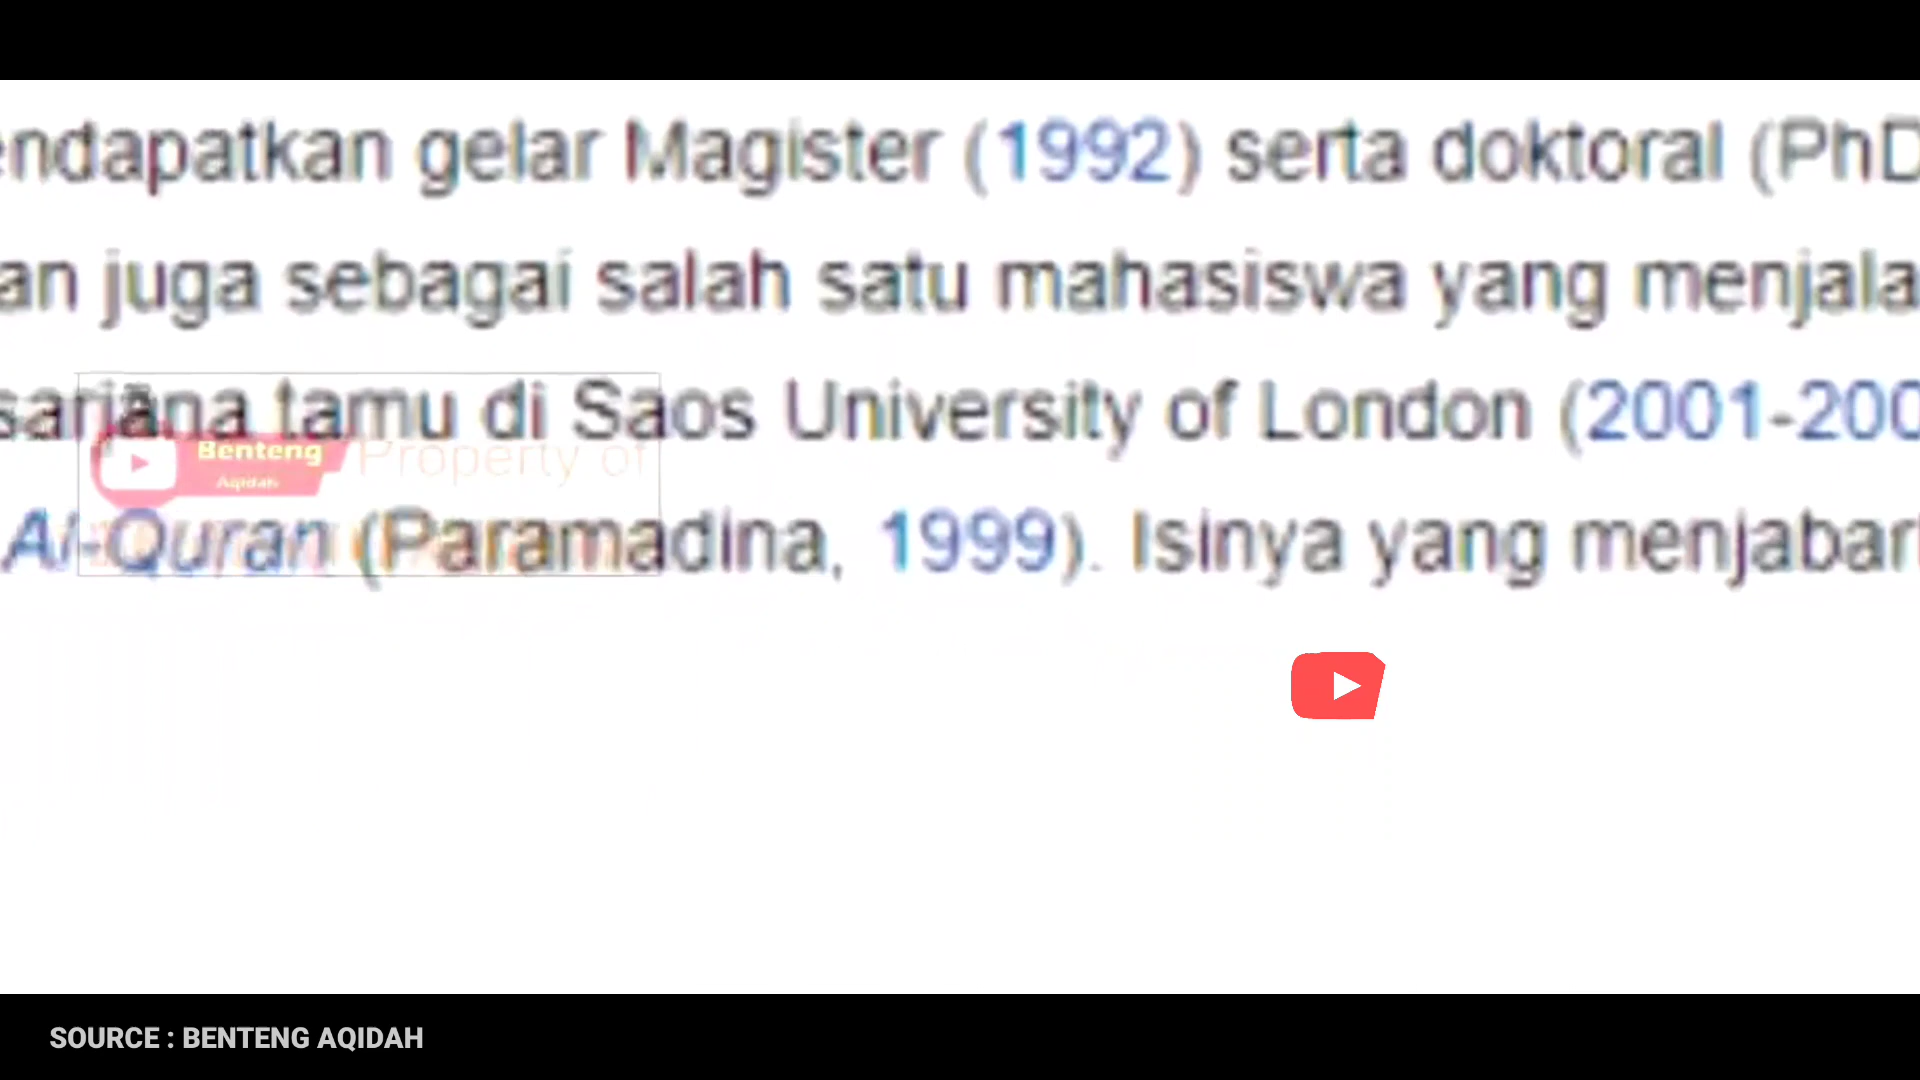 endapatkan gelar Magister (1992) serta doktoral (PhD
an juga sebagai salah satu mahasiswa yang menjala
sarjana tamu di Saos University of London (2001-200
Benteng
Aqidah
Property of
Al-Quran (Paramadina, 1999). Isinya yang menjabar
SOURCE : BENTENG AQIDAH